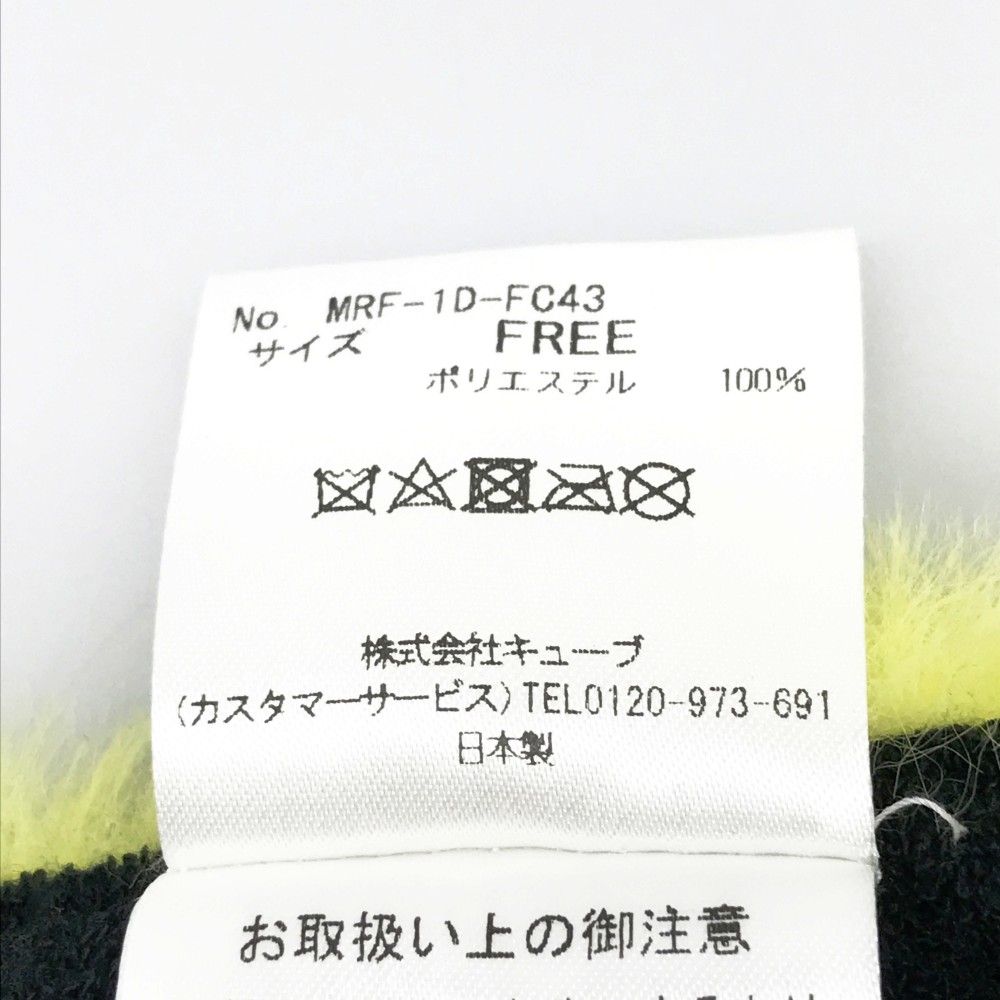 No. MRF-1D-FC43
サイズ FREE
ポリエステル 100%
株式会社キューブ
(カスタマーサービス)TEL0120-973-691
日本製
お取扱い上の御注意